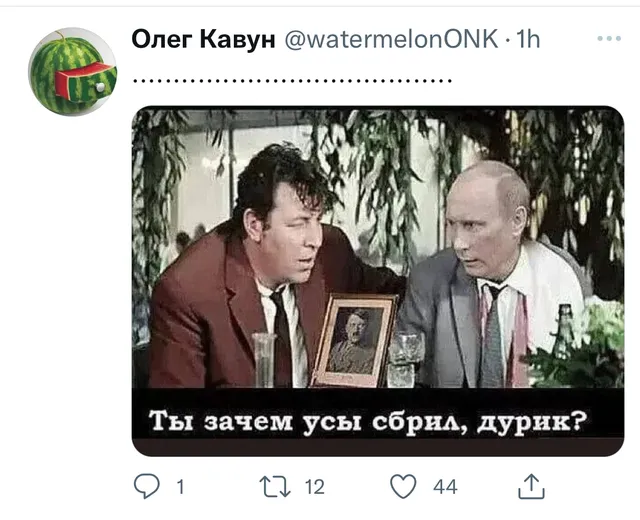 Олег Кавун @watermelonONK · 1h
........................................
Ты зачем усы сбрил, дурик?
1 12 44